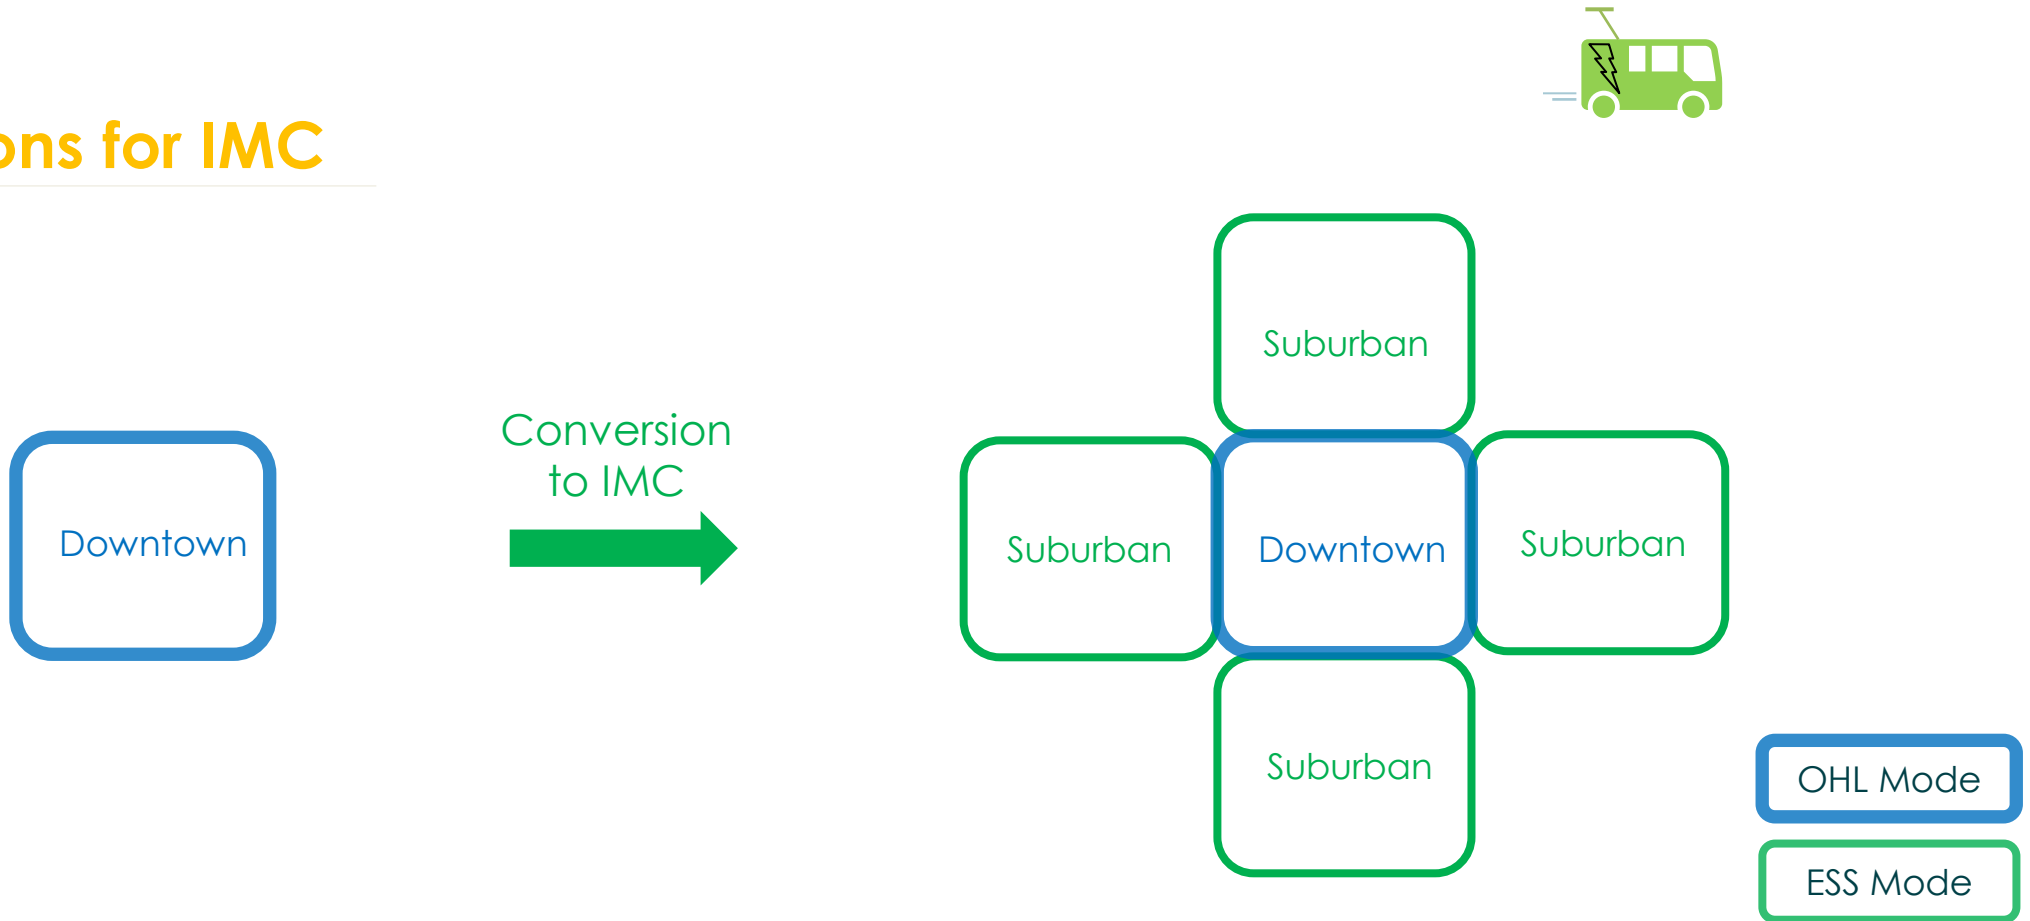 ons for IMC
Suburban
Conversion
to IMC
Downtown
Suburban
Downtown
Suburban
Suburban
OHL Mode
ESS Mode